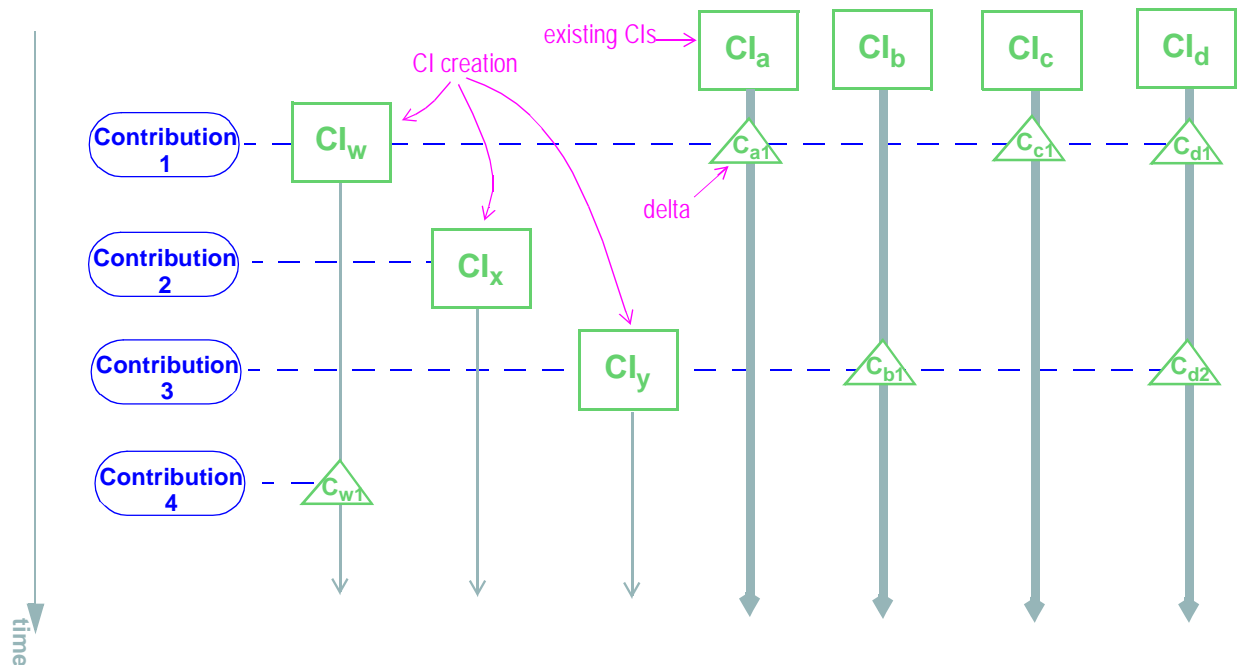 existing CIs
CIa
CIb
CIc
CId
CI creation
Contribution
1
CIw
Ca1
Cc1
Cd1
delta
Contribution
2
CIx
Contribution
3
CIy
Cb1
Cd2
Contribution
4
Cw1
time